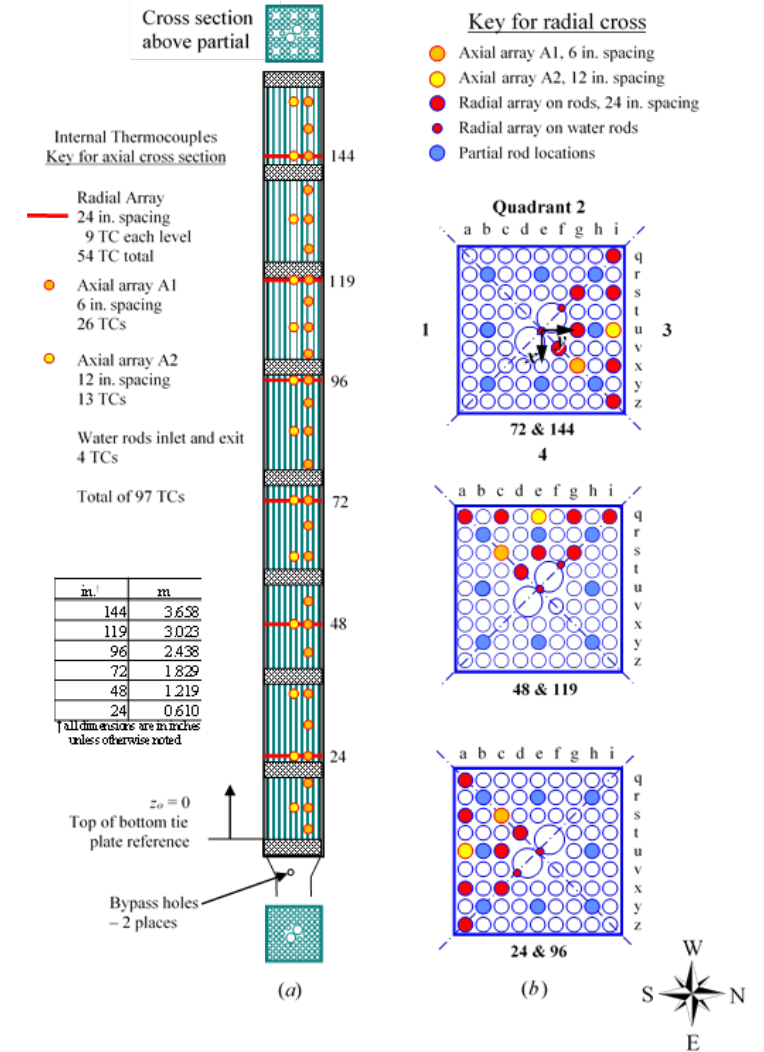 Cross section
above partial
Internal Thermocouples
Key for axial cross section
Radial Array
24 in. spacing
9 TC each level
54 TC total
Axial array A1
6 in. spacing
26 TCs
Axial array A2
12 in. spacing
13 TCs
Water rods inlet and exit
4 TCs
Total of 97 TCs
in.† m
144 3.658
119 3.023
96 2.438
72 1.829
48 1.219
24 0.610
† all dimensions are in inches
unless otherwise noted
zo = 0
Top of bottom tie
plate reference
Bypass holes
– 2 places
144
119
96
72
48
24
(a)
Key for radial cross
Axial array A1, 6 in. spacing
Axial array A2, 12 in. spacing
Radial array on rods, 24 in. spacing
Radial array on water rods
Partial rod locations
Quadrant 2
a b c d e f g h i
q
r
s
t
u
v
x
y
z
1
3
x
y
72 & 144
4
a b c d e f g h i
q
r
s
t
u
v
x
y
z
48 & 119
a b c d e f g h i
q
r
s
t
u
v
x
y
z
24 & 96
(b)
W
S N
E